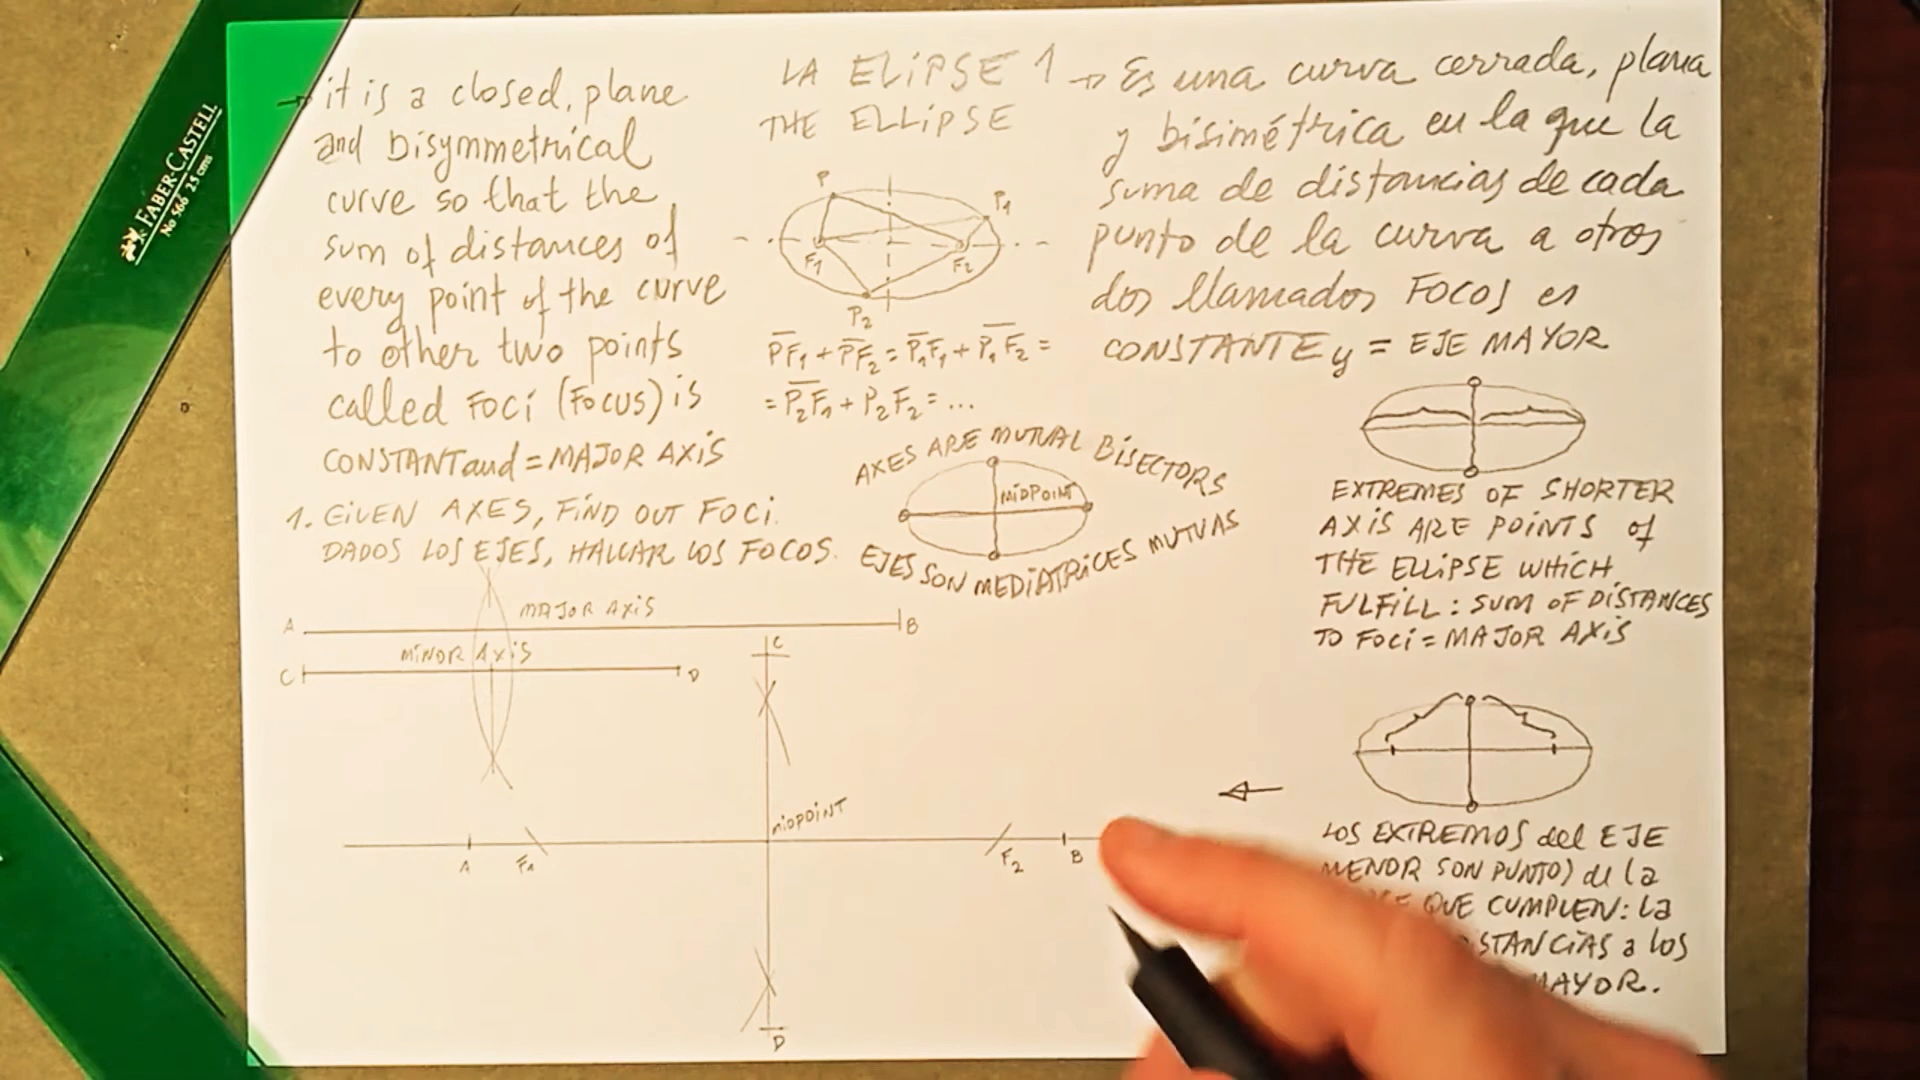 FABER-CASTELL
No 566 25 cms
LA ELIPSE 1
THE ELLIPSE
it is a closed, plane
and bisymmetrical
curve so that the
sum of distances of
every point of the curve
to other two points
called FOCI (FOCUS) is
CONSTANT and = MAJOR AXIS
P
P1
F1
F2
P2
PF1 + PF2 = P1F1 + P1F2 =
= P2F1 + P2F2 = ...
Es una curva cerrada, plana
y bisimétrica en la que la
suma de distancias de cada
punto de la curva a otros
dos llamados FOCOS es
CONSTANTE y = EJE MAYOR
AXES ARE MUTUAL BISECTORS
MIDPOINT
EJES SON MEDIATRICES MUTUAS
1. GIVEN AXES, FIND OUT FOCI.
DADOS LOS EJES, HALLAR LOS FOCOS.
EXTREMES OF SHORTER
AXIS ARE POINTS of
THE ELLIPSE WHICH
FULFILL: SUM OF DISTANCES
TO FOCI = MAJOR AXIS
MAJOR AXIS
A
B
MINOR AXIS
C
D
C
MIDPOINT
A
F1
F2
B
D
LOS EXTREMOS del EJE
MENOR SON PUNTOS de la
QUE CUMPLEN: La
a los
MAYOR.